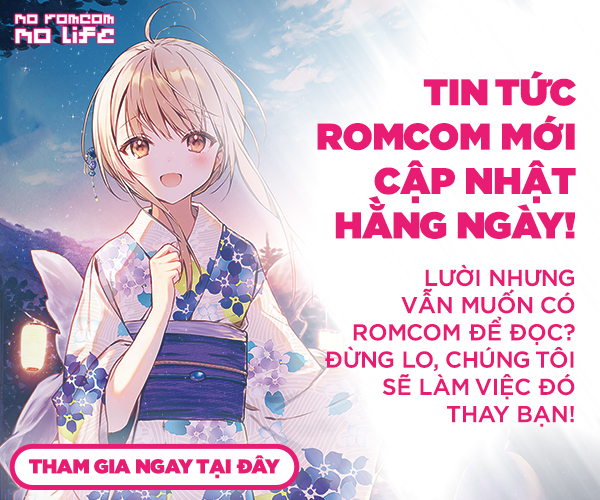 no romcom
no life
TIN TỨC
ROMCOM MỚI
CẬP NHẬT
HẰNG NGÀY!
LƯỜI NHƯNG
VẪN MUỐN CÓ
ROMCOM ĐỂ ĐỌC?
ĐỪNG LO, CHÚNG TÔI
SẼ LÀM VIỆC ĐÓ
THAY BẠN!
THAM GIA NGAY TẠI ĐÂY